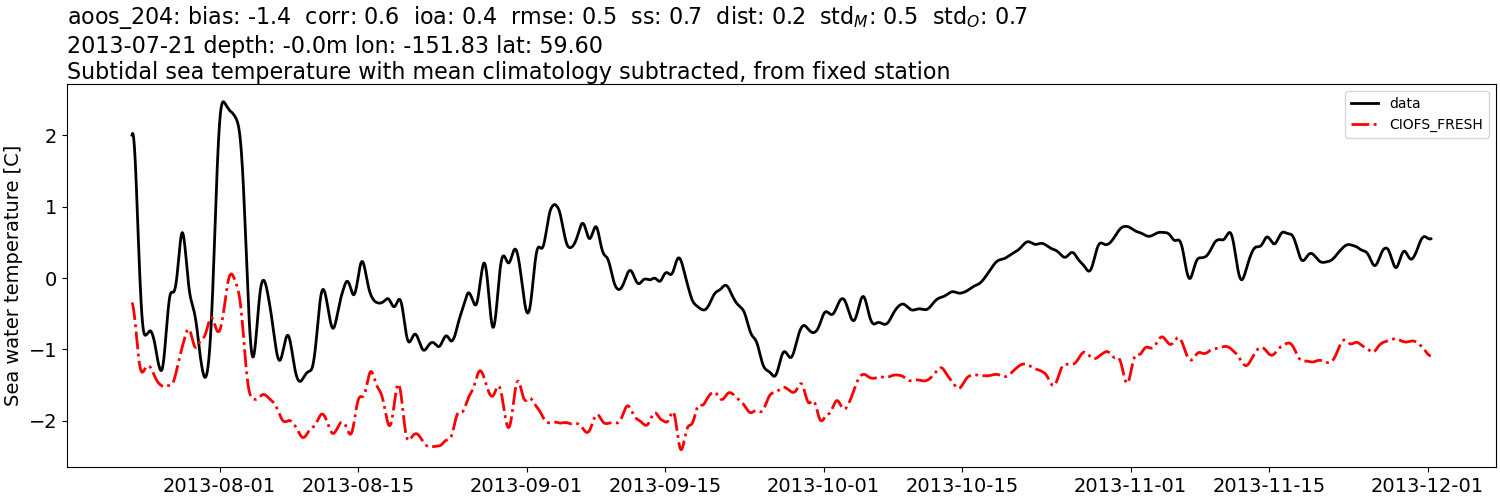 aoos_204: bias: -1.4  corr: 0.6  ioa: 0.4  rmse: 0.5  ss: 0.7  dist: 0.2  std_M: 0.5  std_O: 0.7
2013-07-21 depth: -0.0m lon: -151.83 lat: 59.60
Subtidal sea temperature with mean climatology subtracted, from fixed station
data
CIOFS_FRESH
Sea water temperature [C]
2
1
0
−1
−2
2013-08-01 2013-08-15 2013-09-01 2013-09-15 2013-10-01 2013-10-15 2013-11-01 2013-11-15 2013-12-01